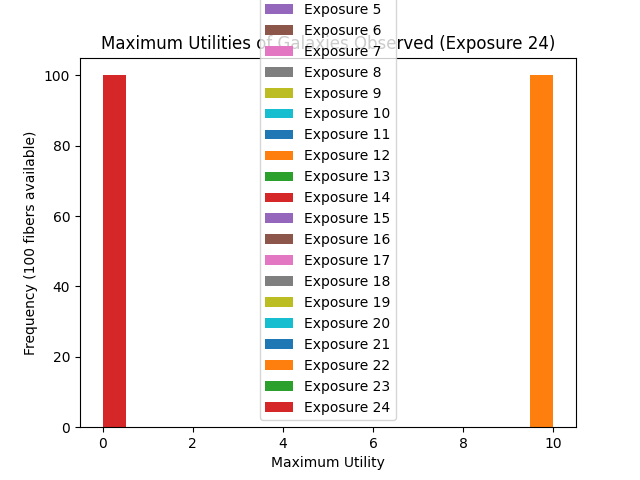 Exposure 5
Exposure 6
Maximum Utilities of Galaxies Observed (Exposure 24)
Exposure 7
Exposure 8
Exposure 9
Exposure 10
Exposure 11
Exposure 12
Exposure 13
Exposure 14
Exposure 15
Exposure 16
Exposure 17
Exposure 18
Exposure 19
Exposure 20
Exposure 21
Exposure 22
Exposure 23
Exposure 24
Frequency (100 fibers available)
100
80
60
40
20
0
0 2 4 6 8 10
Maximum Utility